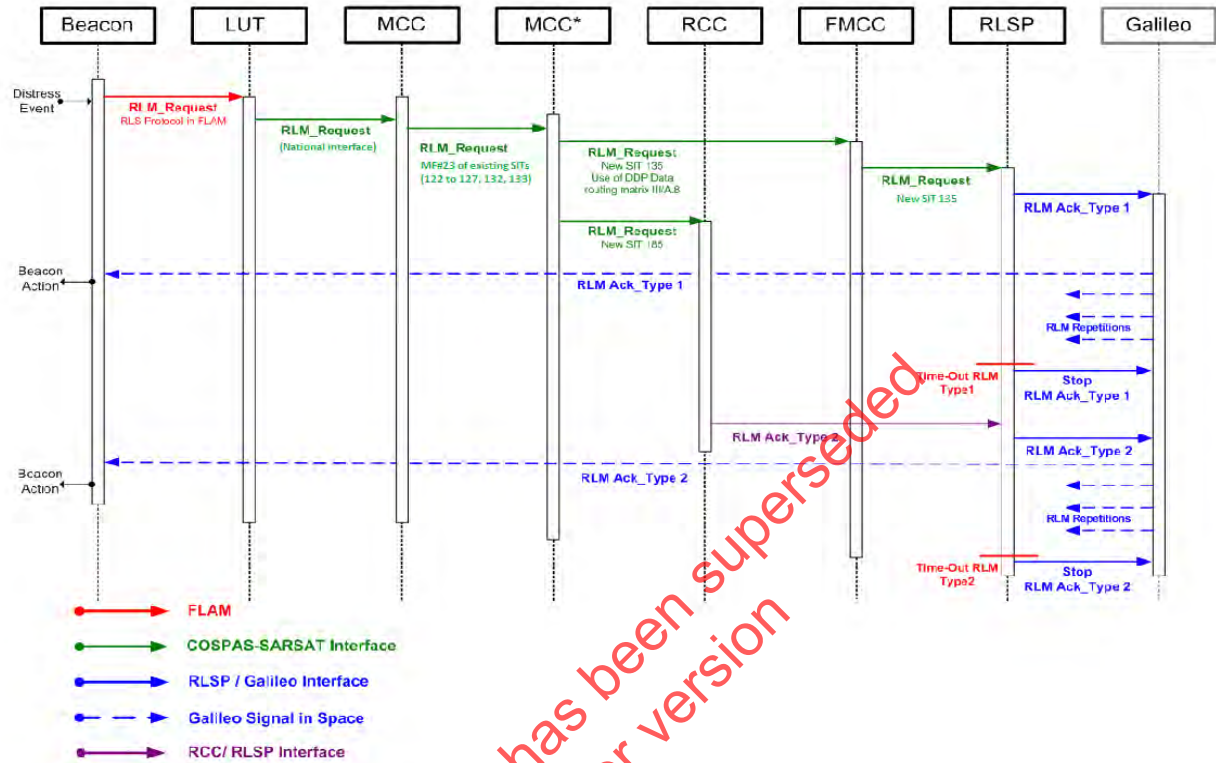 Beacon
LUT
MCC
MCC*
RCC
FMCC
RLSP
Galileo
Distress
Event
RLM_Request
RLS Protocol in FLAM
RLM_Request
(National interface)
RLM_Request
MF#23 of existing SITs
(122 to 127, 132, 133)
RLM_Request
New SIT 135
Use of DDP Data
routing matrix III/A.8
RLM_Request
New SIT 135
RLM Ack_Type 1
RLM_Request
New SIT 185
Beacon
Action
RLM Ack_Type 1
RLM Repetitions
Time-Out RLM
Type1
Stop
RLM Ack_Type 1
RLM Ack_Type 2
RLM Ack_Type 2
Beacon
Action
RLM Ack_Type 2
RLM Repetitions
Time-Out RLM
Type2
Stop
RLM Ack_Type 2
FLAM
COSPAS-SARSAT Interface
RLSP / Galileo Interface
Galileo Signal in Space
RCC/ RLSP Interface
has been superseded
version